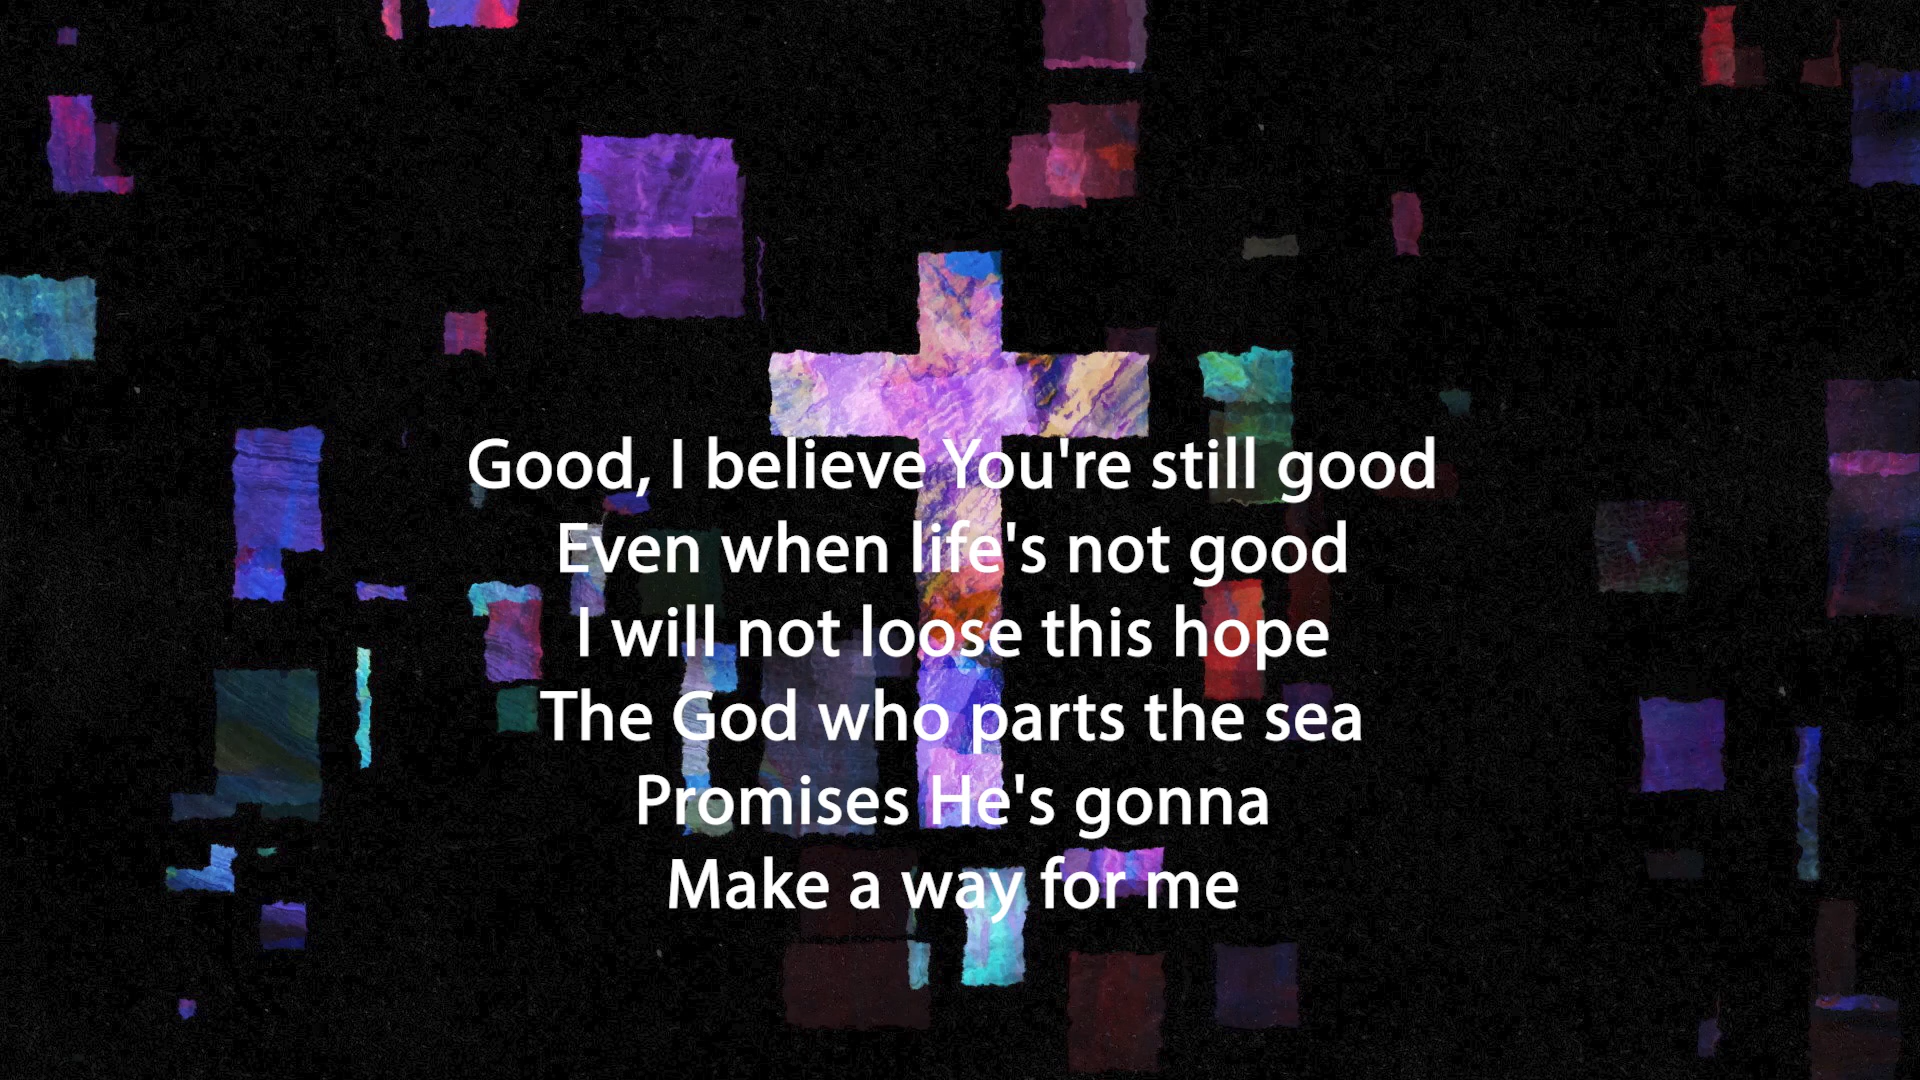 Good, I believe You're still good
Even when life's not good
I will not loose this hope
The God who parts the sea
Promises He's gonna
Make a way for me